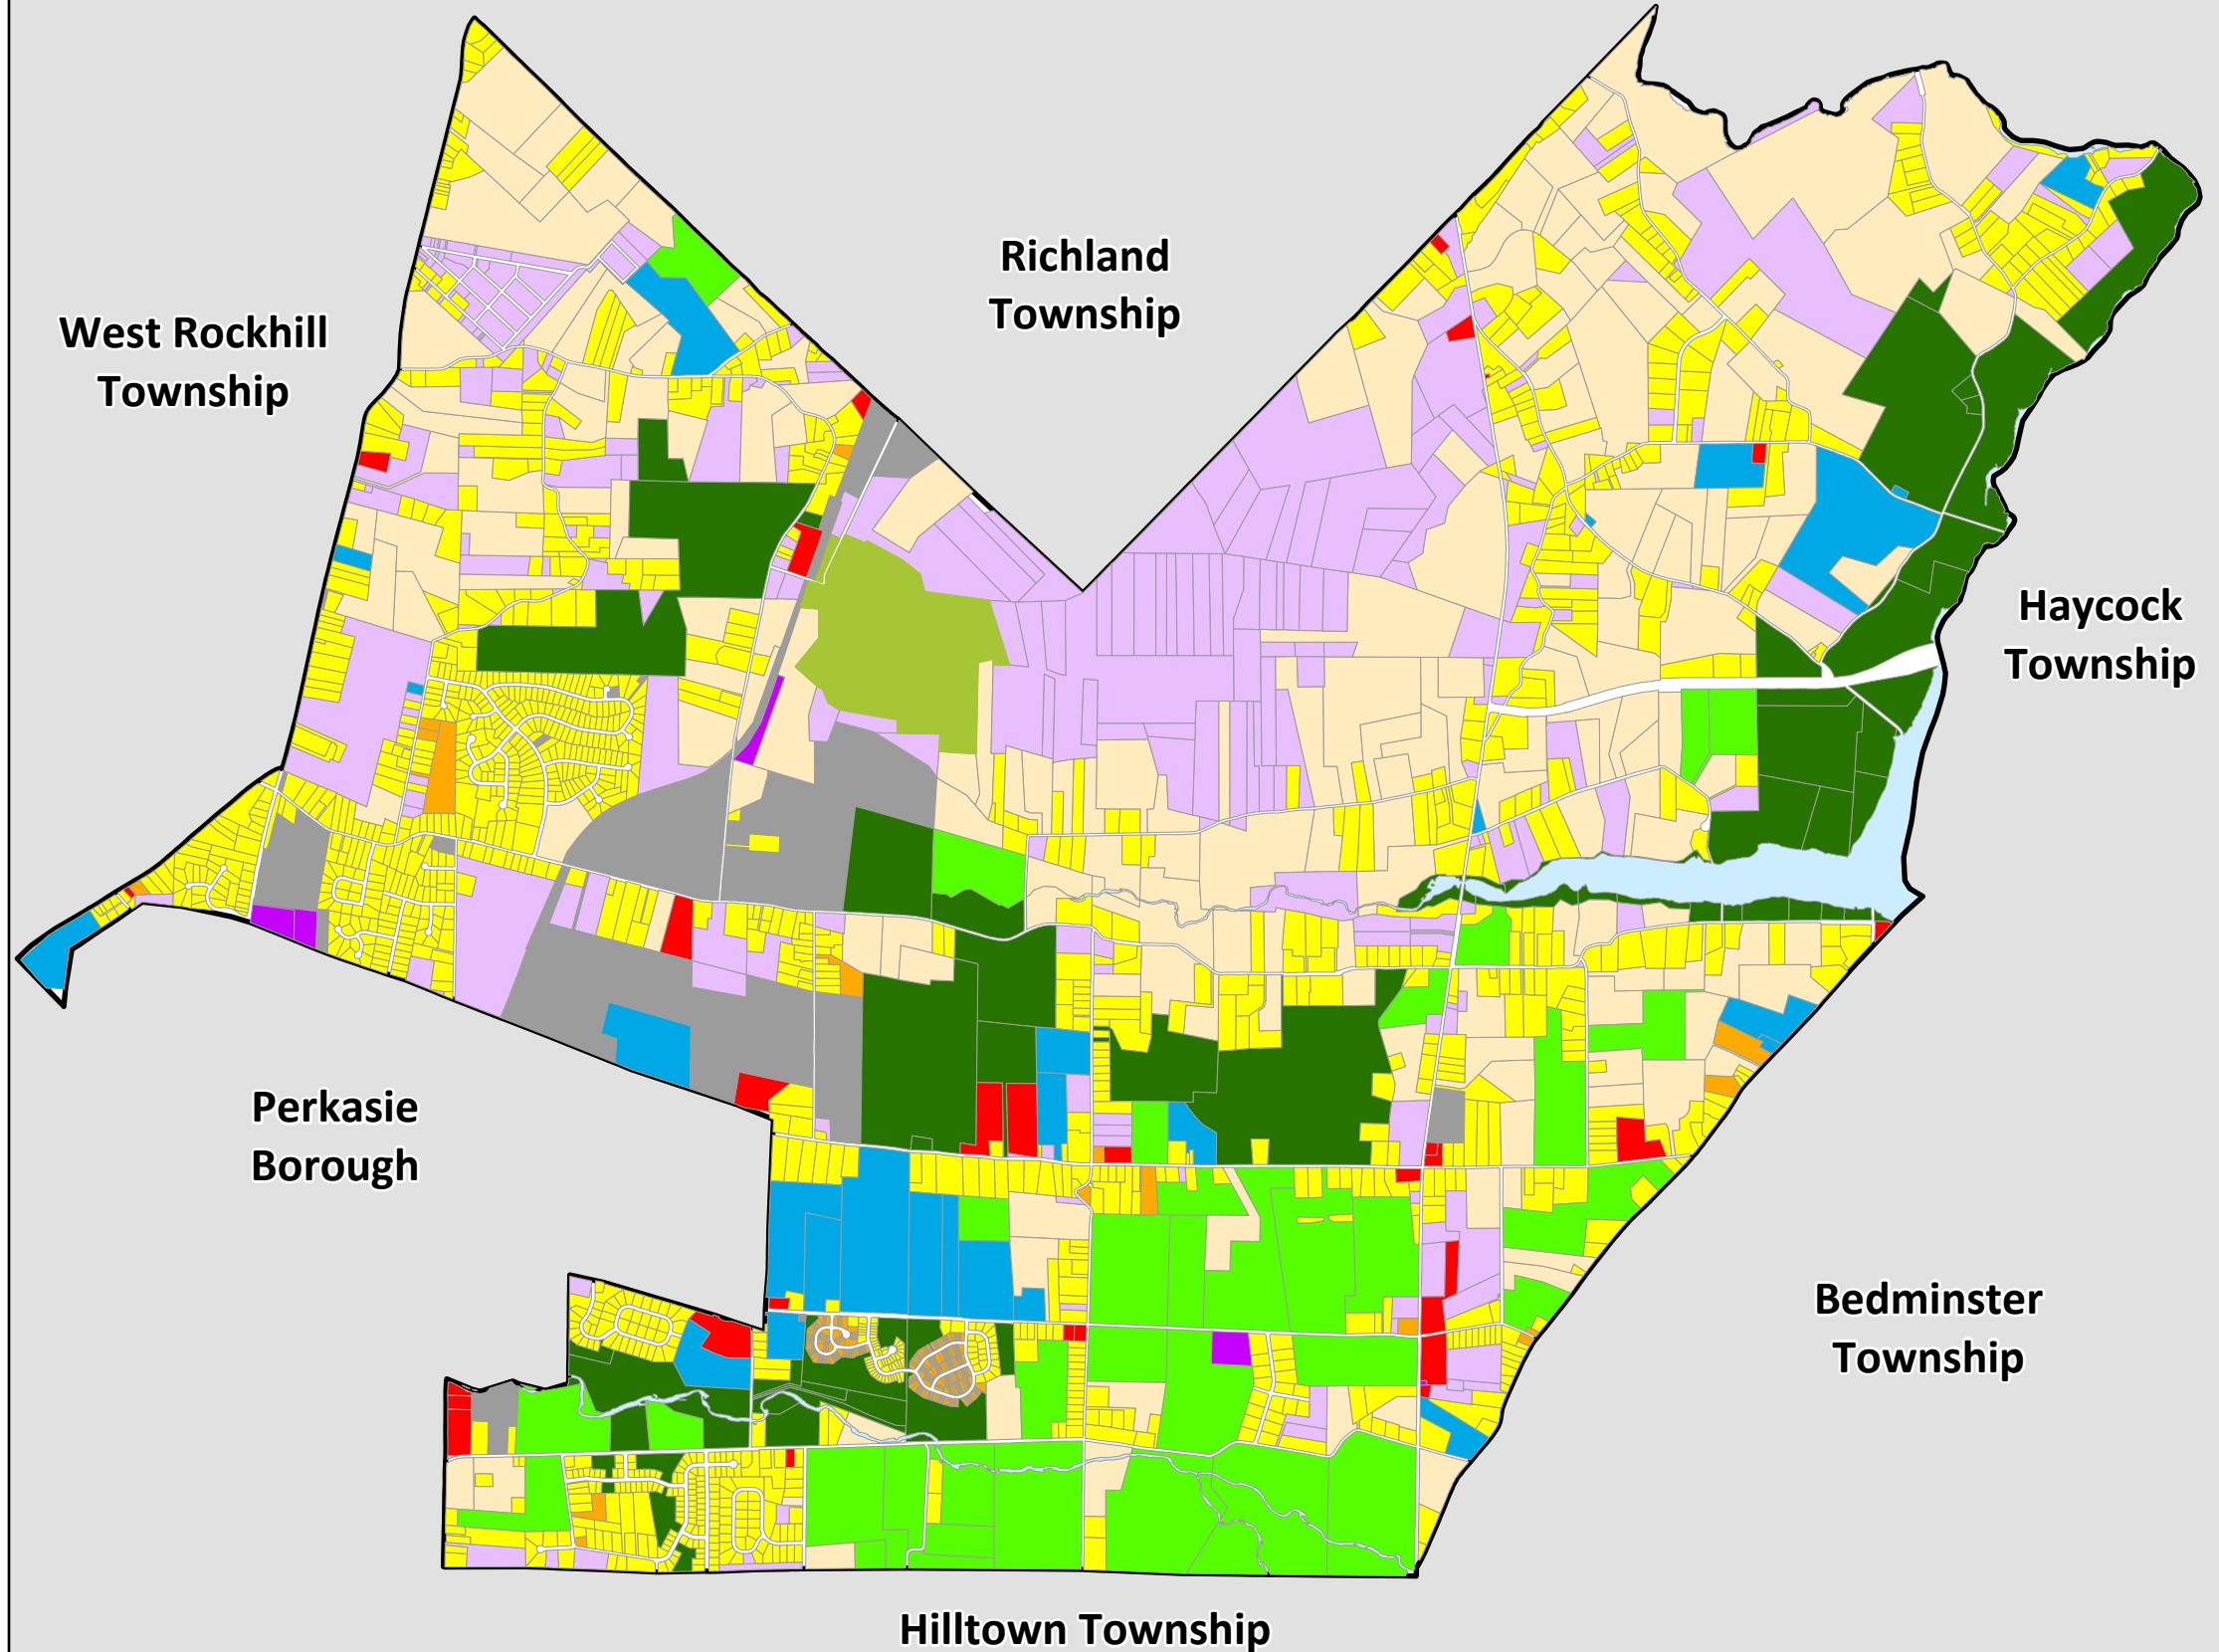 Richland
Township
West Rockhill
Township
Haycock
Township
Perkasie
Borough
Bedminster
Township
Hilltown Township